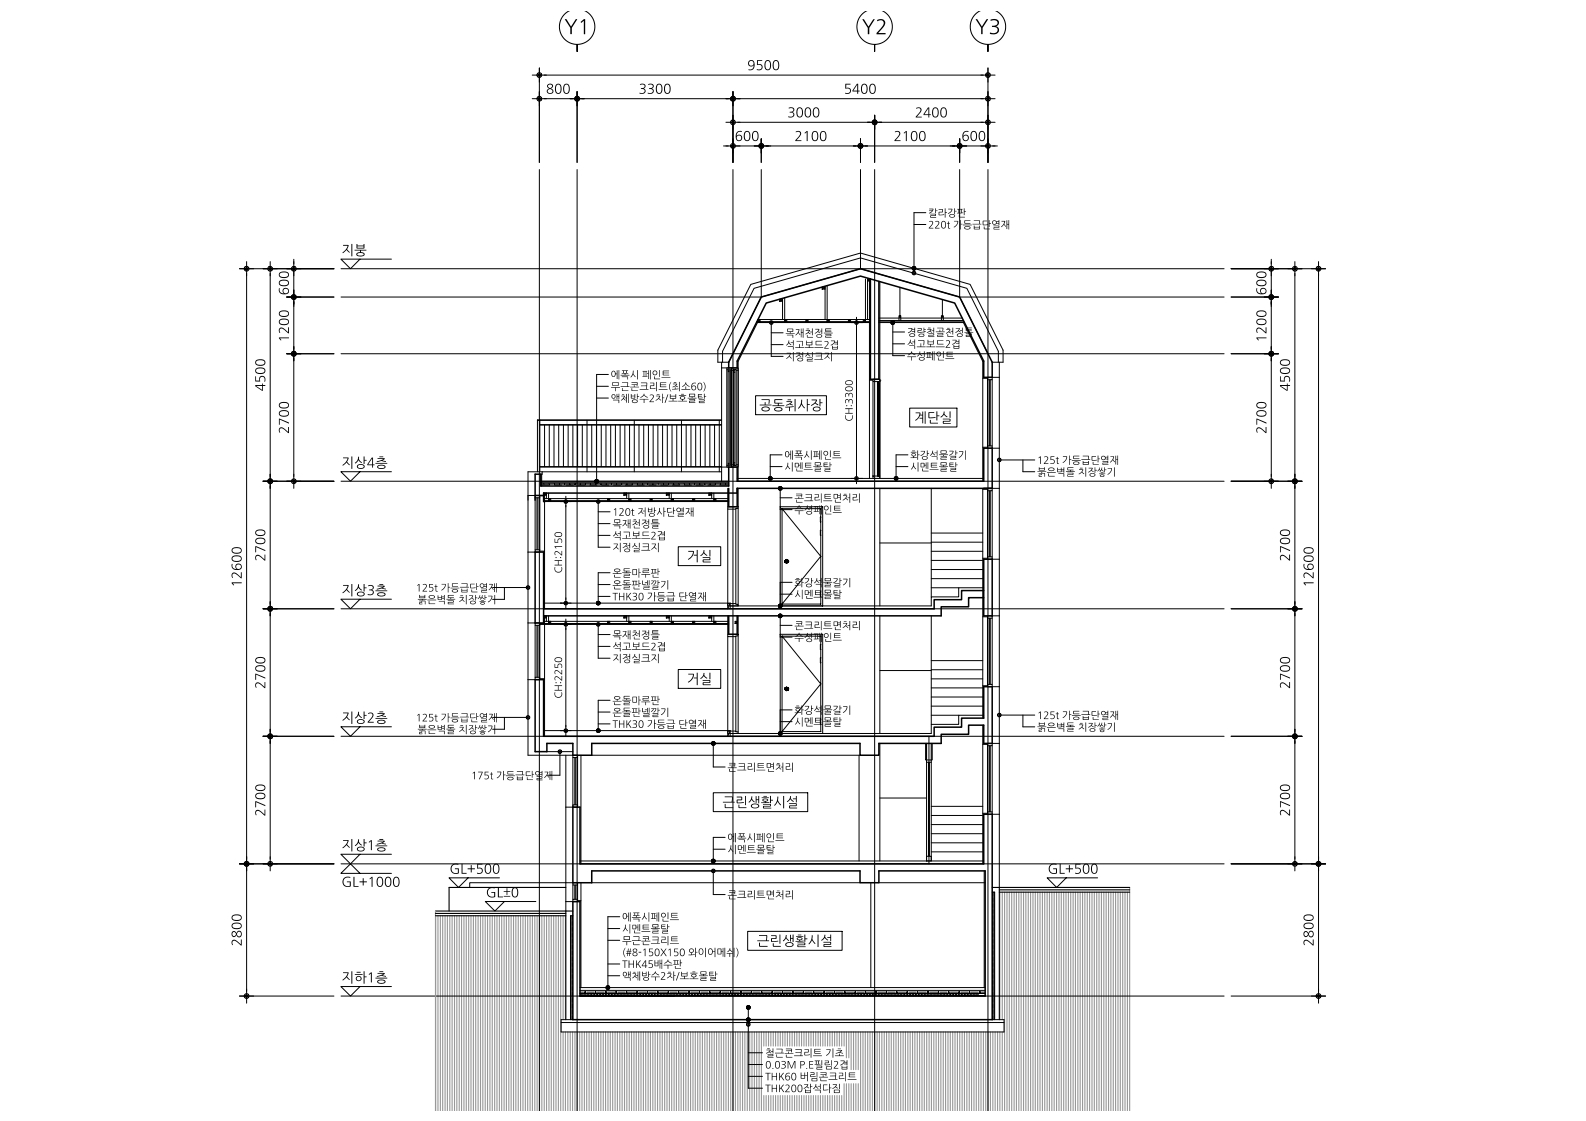 Y1 Y2 Y3
9500
800 3300 5400
3000 2400
600 2100 2100 600
칼라강판
220t 가등급단열재
지붕
600 600
1200 1200
목재천정틀
석고보드2겹
지정실크지
경량철골천정틀
석고보드2겹
수성페인트
4500 4500
에폭시 페인트
무근콘크리트(최소60)
액체방수2차/보호몰탈
2700 2700
공동취사장
CH:3300
계단실
에폭시페인트
시멘트몰탈
화강석물갈기
시멘트몰탈
125t 가등급단열재
붉은벽돌 치장쌓기
지상4층
콘크리트면처리
수성페인트
120t 저방사단열재
목재천정틀
석고보드2겹
지정실크지
CH:2150
거실
2700 2700
12600 12600
온돌마루판
온돌판넬깔기
THK30 가등급 단열재
화강석물갈기
시멘트몰탈
125t 가등급단열재
붉은벽돌 치장쌓기
지상3층
콘크리트면처리
수성페인트
목재천정틀
석고보드2겹
지정실크지
CH:2250
거실
2700 2700
온돌마루판
온돌판넬깔기
THK30 가등급 단열재
화강석물갈기
시멘트몰탈
125t 가등급단열재
붉은벽돌 치장쌓기
125t 가등급단열재
붉은벽돌 치장쌓기
지상2층
콘크리트면처리
175t 가등급단열재
2700 2700
근린생활시설
에폭시페인트
시멘트몰탈
지상1층
GL+1000
GL+500 GL+500
GL±0
콘크리트면처리
2800 2800
에폭시페인트
시멘트몰탈
무근콘크리트
(#8-150X150 와이어메쉬)
THK45배수판
액체방수2차/보호몰탈
근린생활시설
지하1층
철근콘크리트 기초
0.03M P.E필림2겹
THK60 버림콘크리트
THK200잡석다짐